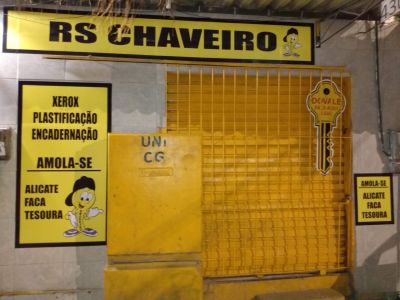 RS CHAVEIRO
XEROX
PLASTIFICAÇÃO
ENCADERNAÇÃO
AMOLA-SE
ALICATE
FACA
TESOURA
UNI
CG
DOVALE
AMOLA-SE
ALICATE
FACA
TESOURA